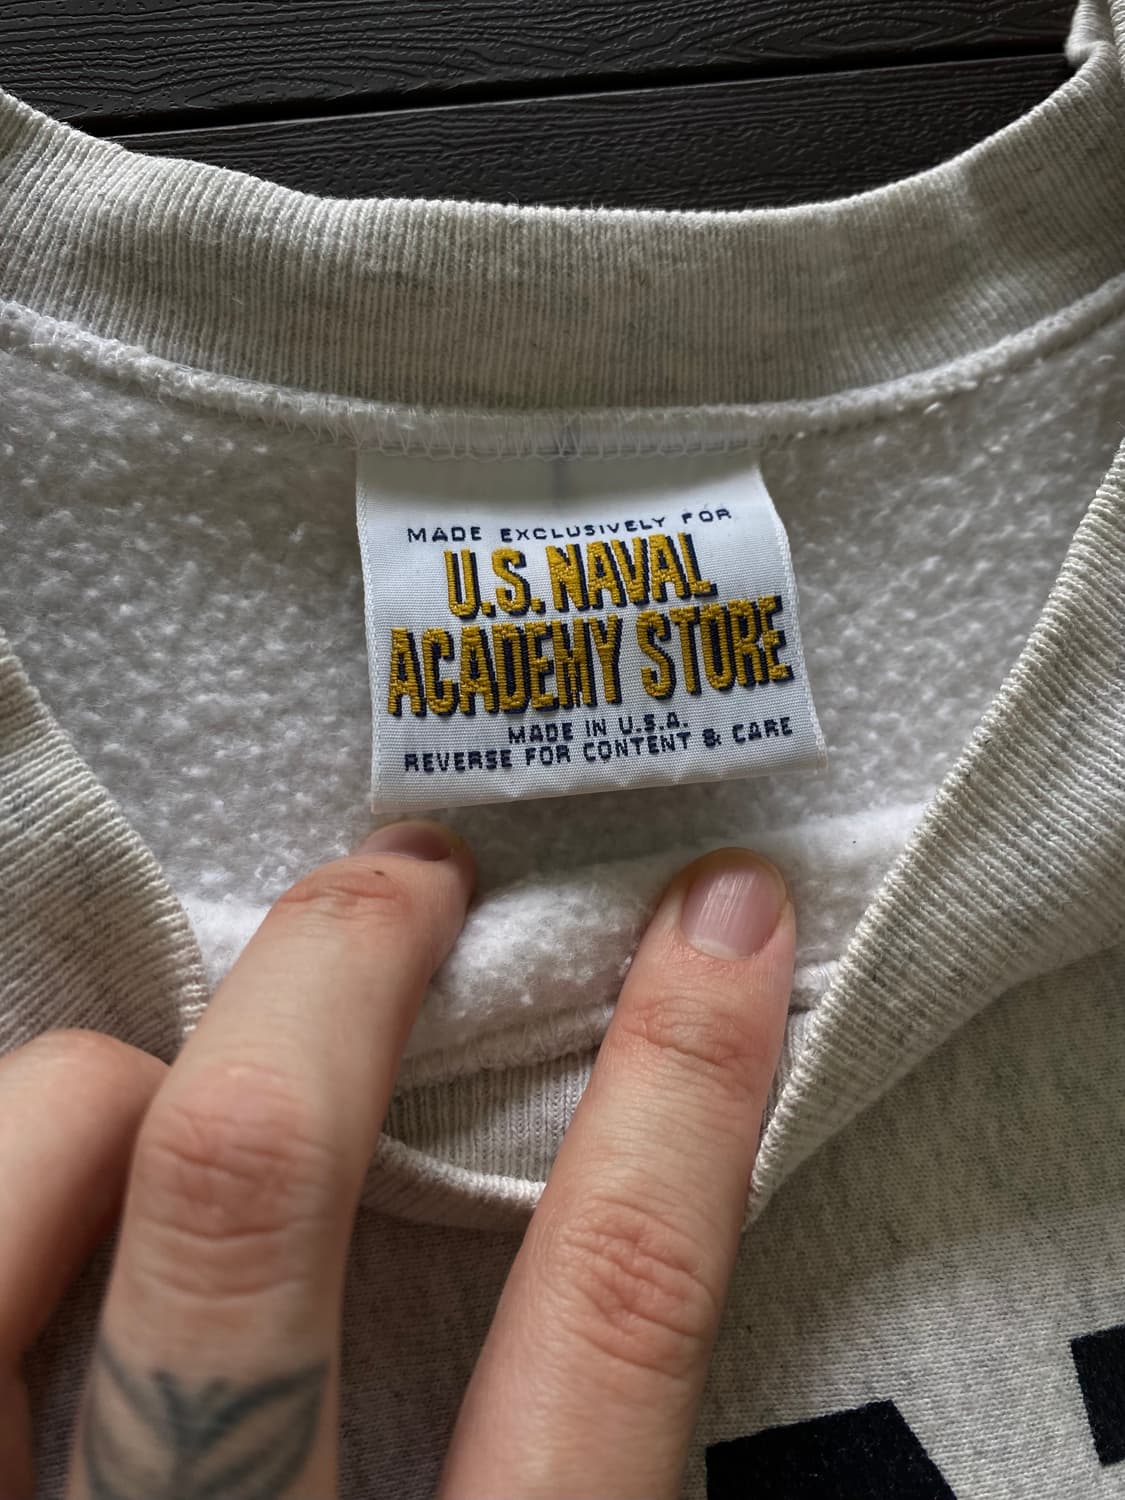 MADE EXCLUSIVELY FOR
U.S. NAVAL
ACADEMY STORE
MADE IN U.S.A.
REVERSE FOR CONTENT & CARE